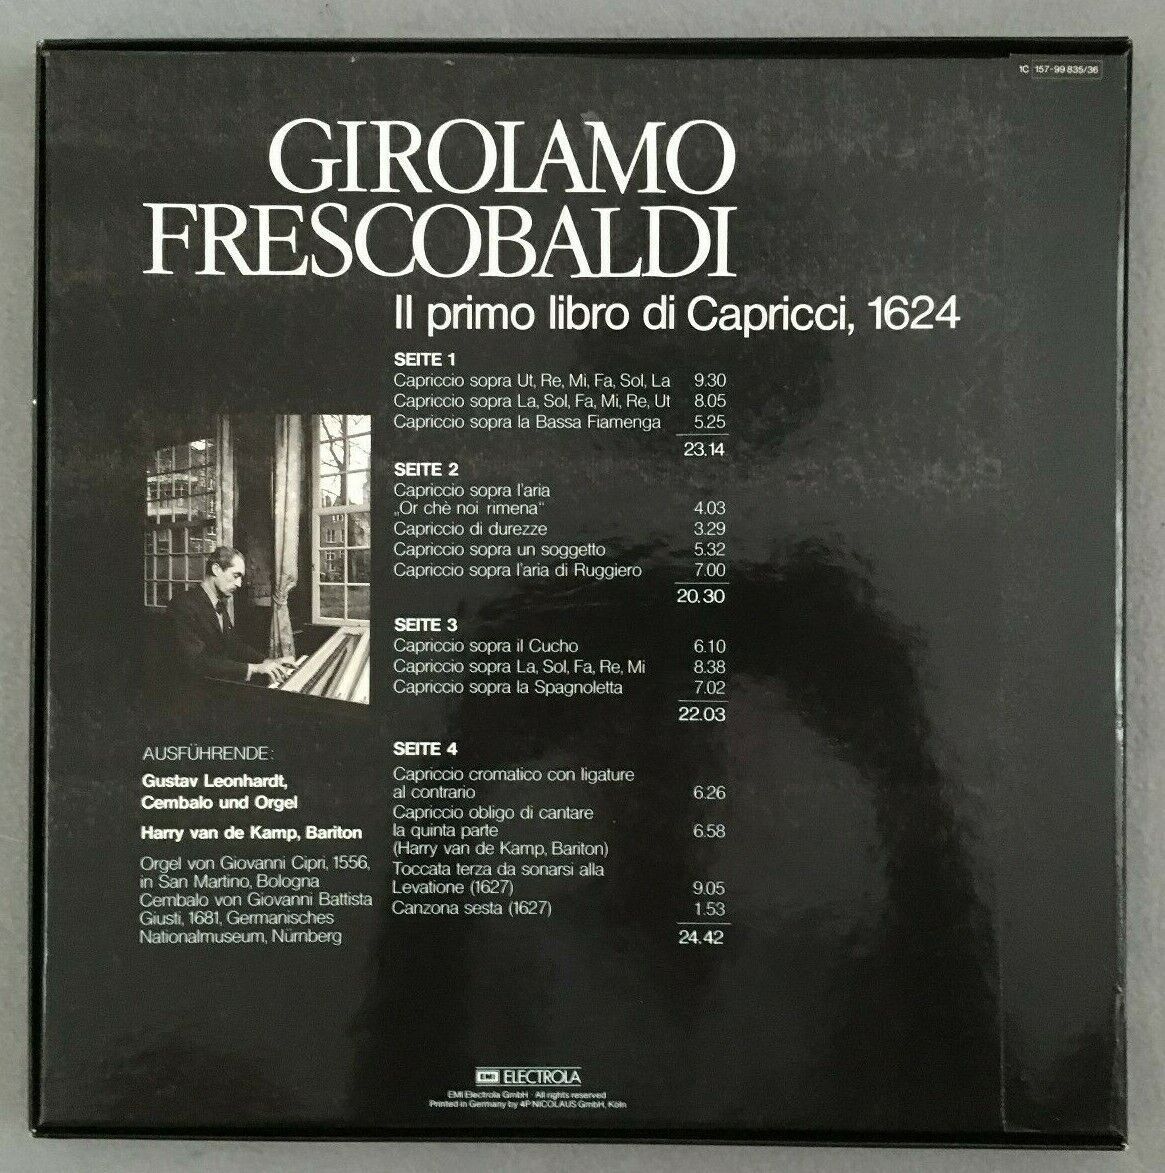 1C 157-99 835/36
GIROLAMO
FRESCOBALDI
Il primo libro di Capricci, 1624
SEITE 1
Capriccio sopra Ut, Re, Mi, Fa, Sol, La 9.30
Capriccio sopra La, Sol, Fa, Mi, Re, Ut 8.05
Capriccio sopra la Bassa Fiamenga 5.25
23.14
SEITE 2
Capriccio sopra l'aria
„Or chè noi rimena“ 4.03
Capriccio di durezze 3.29
Capriccio sopra un soggetto 5.32
Capriccio sopra l'aria di Ruggiero 7.00
20.30
SEITE 3
Capriccio sopra il Cucho 6.10
Capriccio sopra La, Sol, Fa, Re, Mi 8.38
Capriccio sopra la Spagnoletta 7.02
22.03
SEITE 4
Capriccio cromatico con ligature
al contrario 6.26
Capriccio obligo di cantare
la quinta parte 6.58
(Harry van de Kamp, Bariton)
Toccata terza da sonarsi alla
Levatione (1627) 9.05
Canzona sesta (1627) 1.53
24.42
AUSFÜHRENDE:
Gustav Leonhardt,
Cembalo und Orgel
Harry van de Kamp, Bariton
Orgel von Giovanni Cipri, 1556,
in San Martino, Bologna
Cembalo von Giovanni Battista
Giusti, 1681, Germanisches
Nationalmuseum, Nürnberg
EMI ELECTROLA
EMI Electrola GmbH · All rights reserved
Printed in Germany by 4P NICOLAUS GmbH, Köln